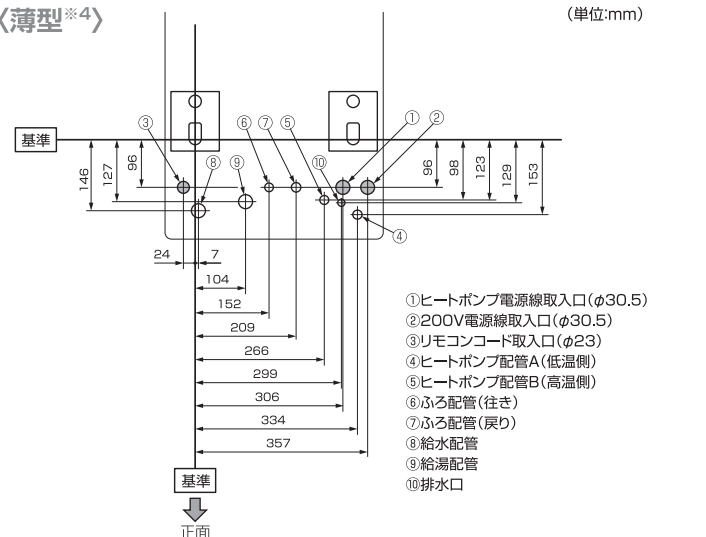 〈薄型※4〉
(単位:mm)
③ ⑥ ⑦ ⑤ ① ②
基準
⑧ ⑨ ⑩
146 127 96
96 98 123 129 153
④
24 7
104
152
209
266
299
306
334
357
①ヒートポンプ電源線取入口(φ30.5)
②200V電源線取入口(φ30.5)
③リモコンコード取入口(φ23)
④ヒートポンプ配管A(低温側)
⑤ヒートポンプ配管B(高温側)
⑥ふろ配管(往き)
⑦ふろ配管(戻り)
⑧給水配管
⑨給湯配管
⑩排水口
基準
正面